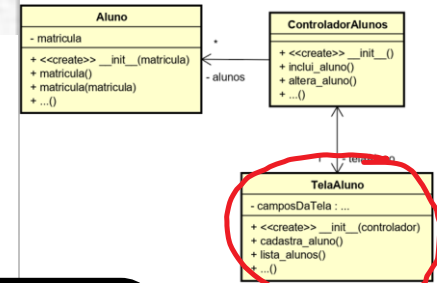 Aluno
- matricula
+ <<create>> __init__(matricula)
+ matricula()
+ matricula(matricula)
+ ...()
*
- alunos
ControladorAlunos
+ <<create>> __init__()
+ inclui_aluno()
+ altera_aluno()
+ ...()
TelaAluno
- camposDaTela : ...
+ <<create>> __init__(controlador)
+ cadastra_aluno()
+ lista_alunos()
+ ...()